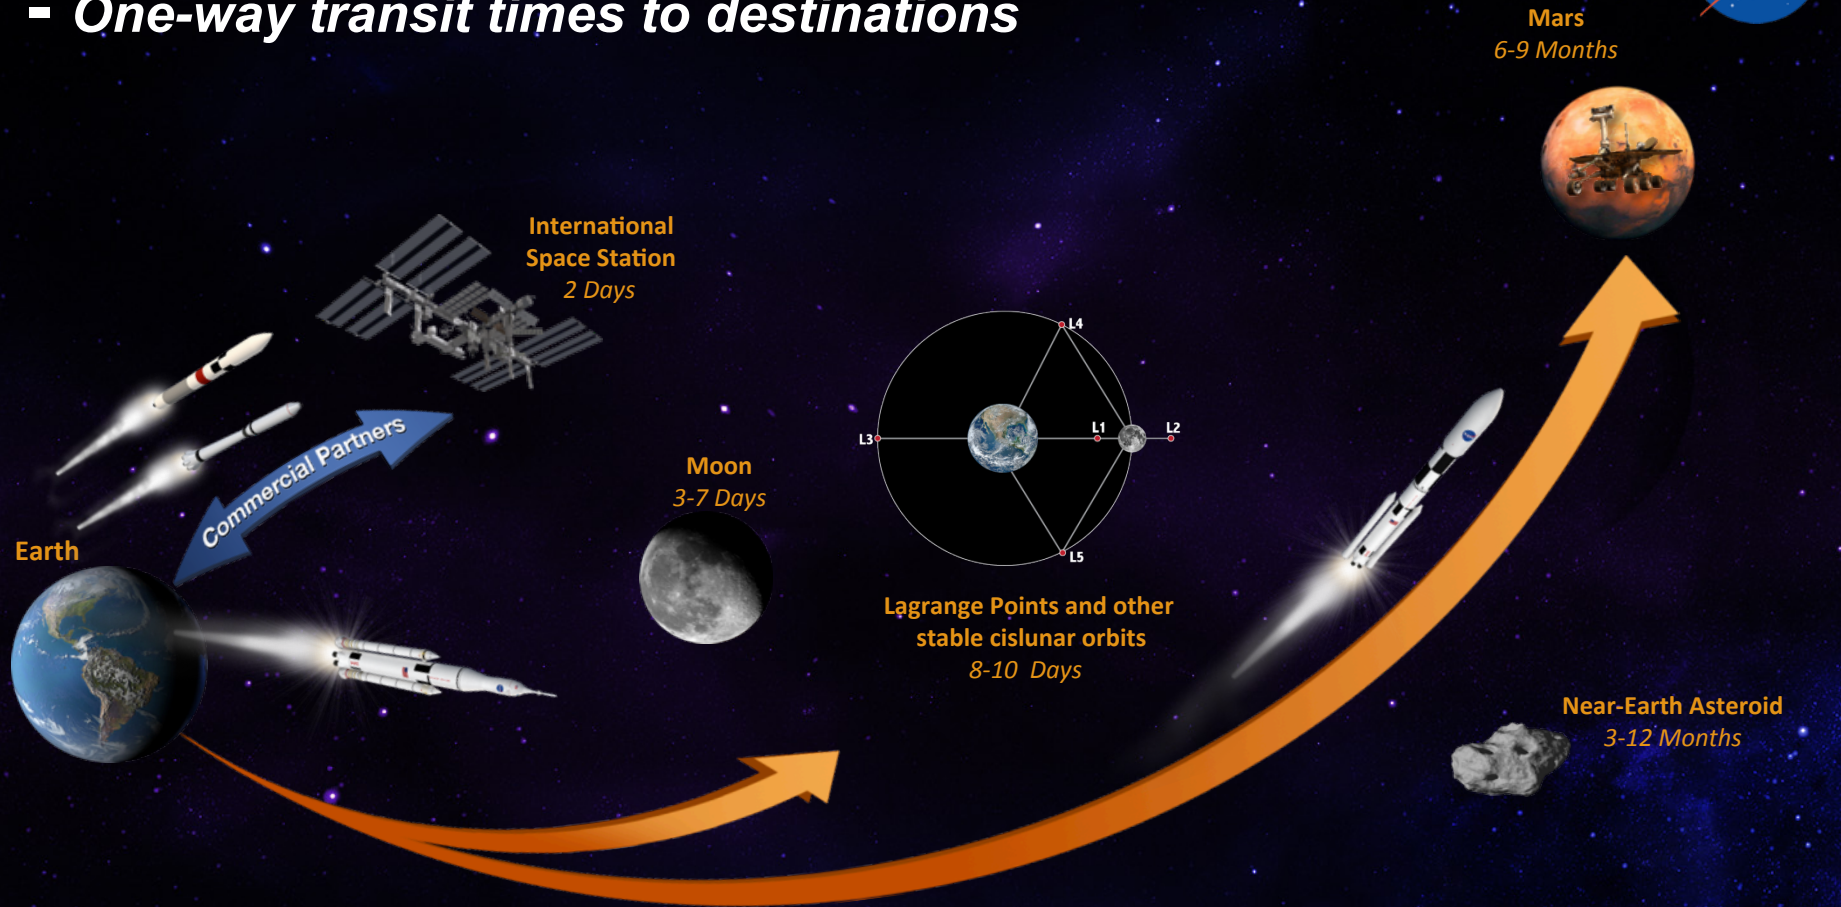 One-way transit times to destinations
Mars
6-9 Months
International
Space Station
2 Days
Commercial Partners
Earth
Moon
3-7 Days
L4
L3
L1
L2
L5
Lagrange Points and other
stable cislunar orbits
8-10 Days
Near-Earth Asteroid
3-12 Months